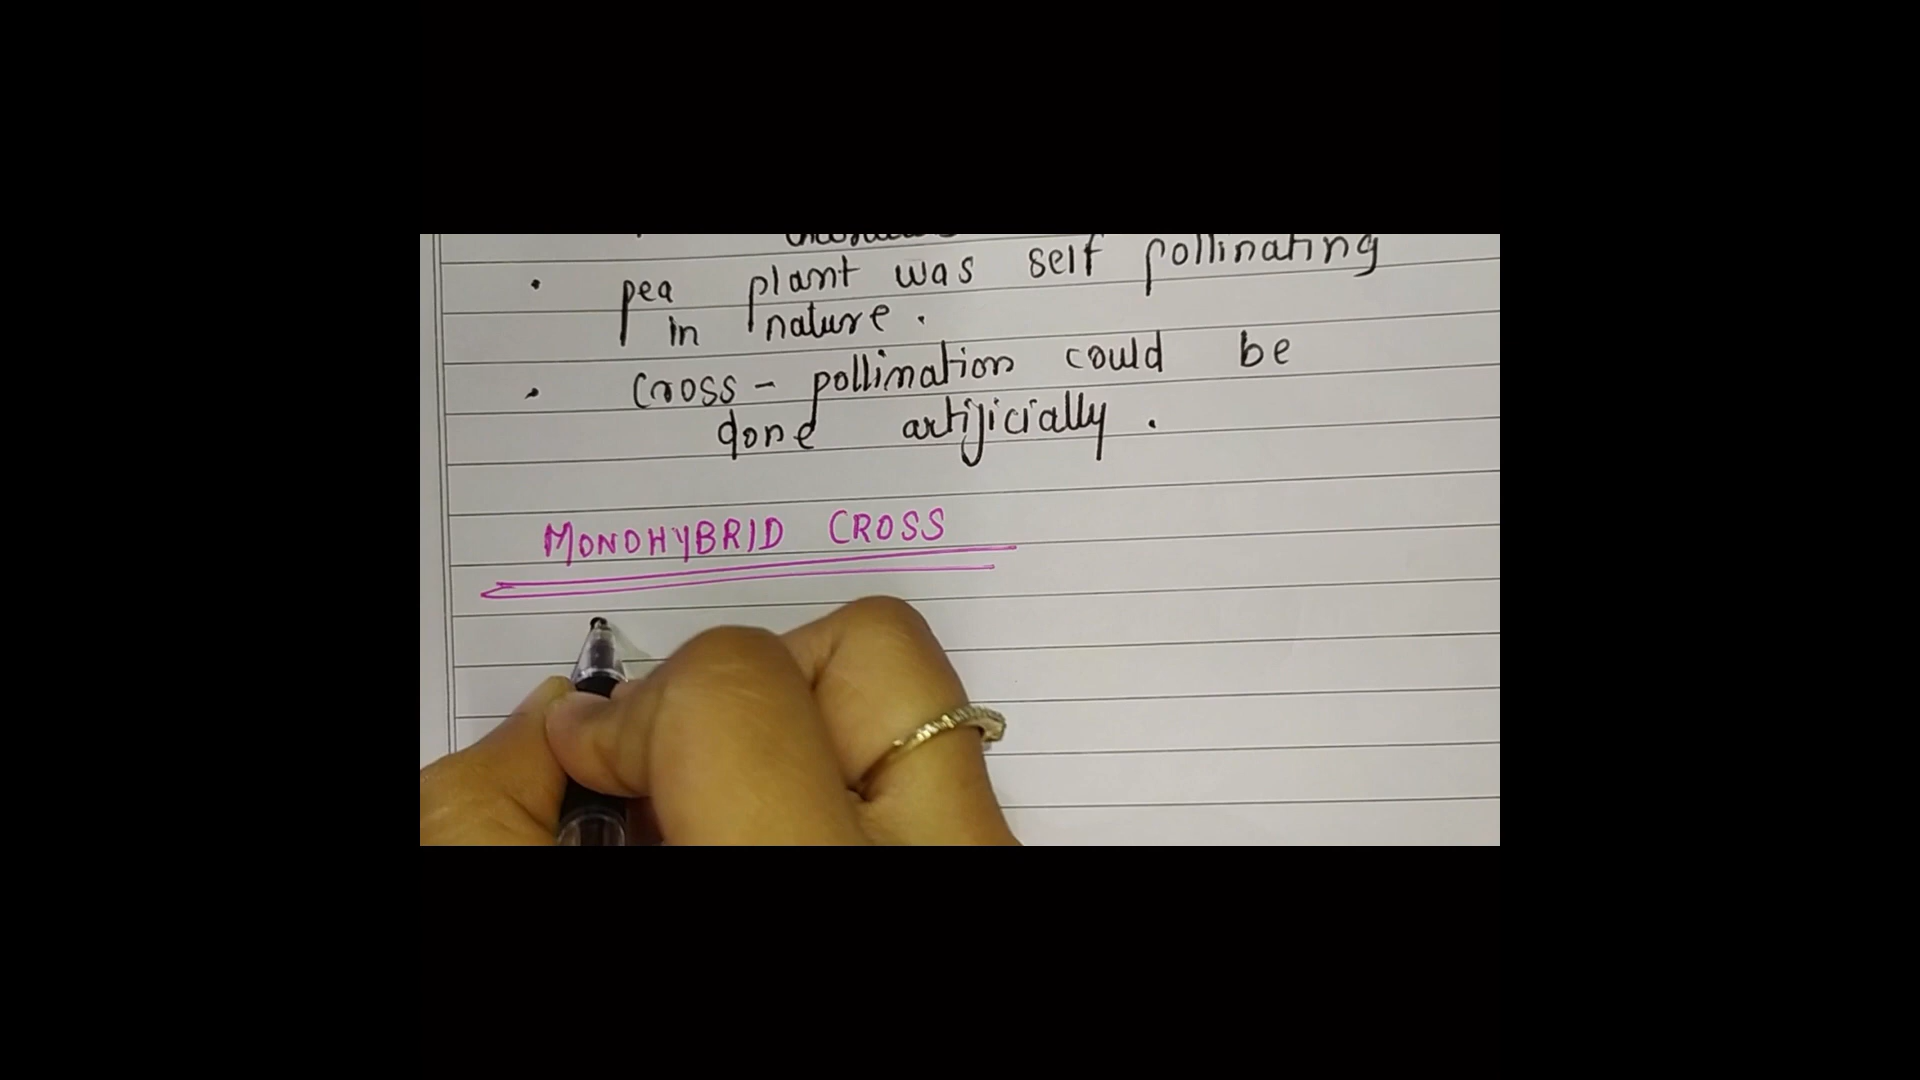 • pea plant was self pollinating
in nature.
• Cross - pollination could be
done artificially.
MONOHYBRID CROSS